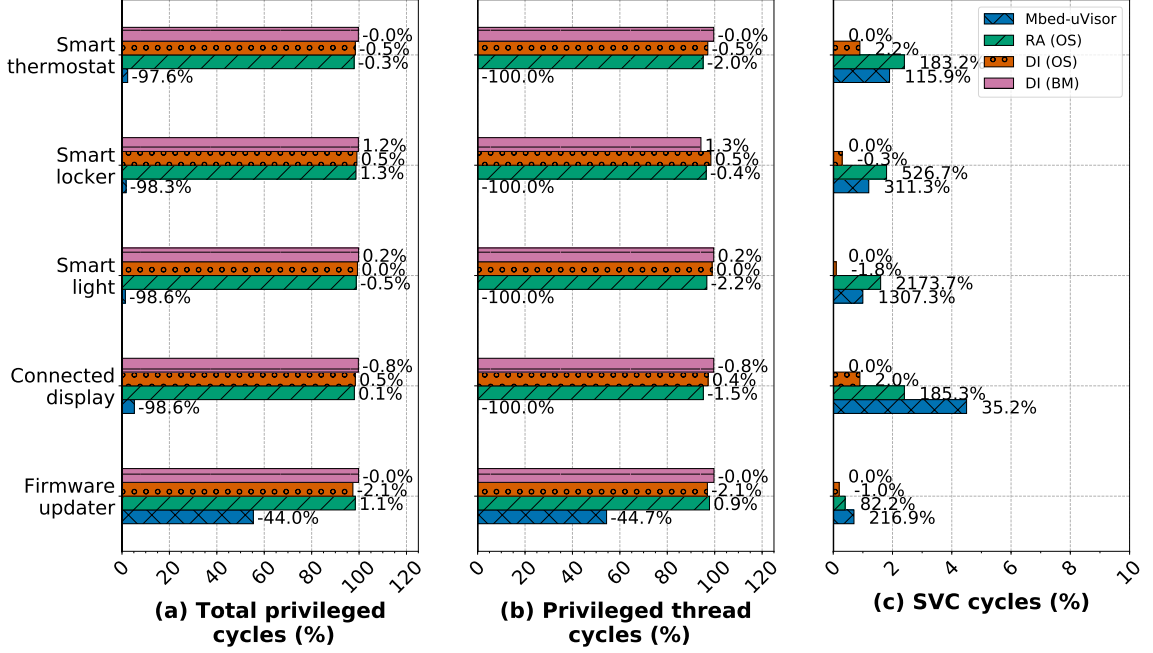 Smart
thermostat
Smart
locker
Smart
light
Connected
display
Firmware
updater
-0.0%
-0.5%
-0.3%
-97.6%
1.2%
0.5%
1.3%
-98.3%
0.2%
0.0%
-0.5%
-98.6%
-0.8%
0.5%
0.1%
-98.6%
-0.0%
-2.1%
1.1%
-44.0%
0 20 40 60 80 100 120
(a) Total privileged
cycles (%)
-0.0%
-0.5%
-2.0%
-100.0%
1.3%
0.5%
-0.4%
-100.0%
0.2%
0.0%
-2.2%
-100.0%
-0.8%
0.4%
-1.5%
-100.0%
-0.0%
-2.1%
0.9%
-44.7%
0 20 40 60 80 100 120
(b) Privileged thread
cycles (%)
0.0%
2.2%
183.2%
115.9%
0.0%
-0.3%
526.7%
311.3%
0.0%
-1.8%
2173.7%
1307.3%
0.0%
2.0%
185.3%
35.2%
0.0%
-1.0%
82.2%
216.9%
0 2 4 6 8 10
(c) SVC cycles (%)
Mbed-uVisor
RA (OS)
DI (OS)
DI (BM)